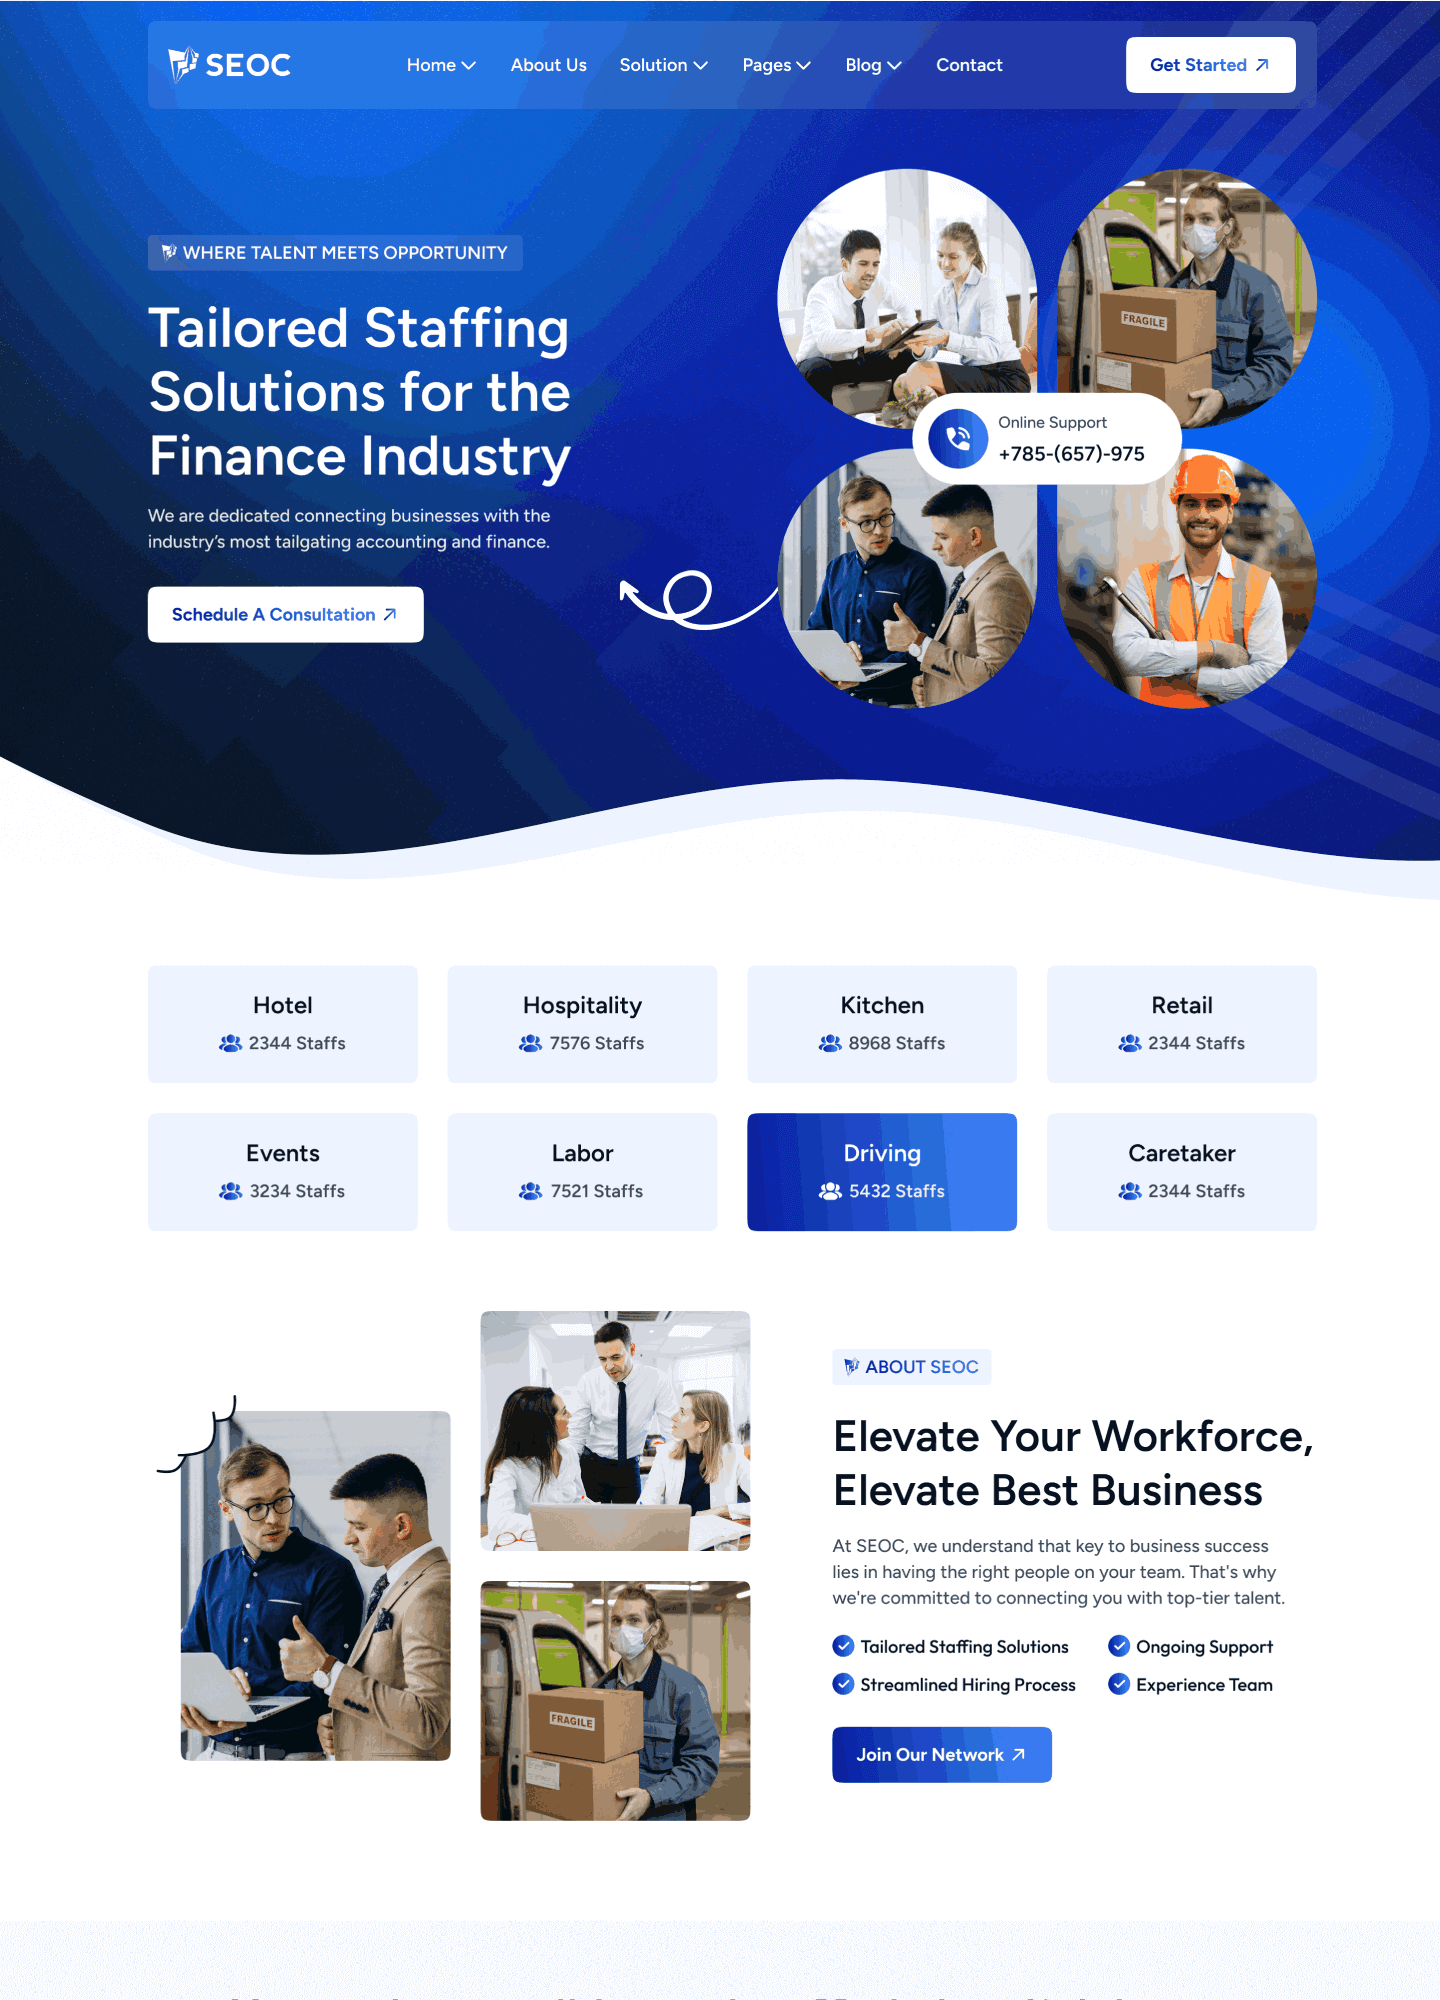 SEOC
Home
About Us
Solution
Pages
Blog
Contact
Get Started
WHERE TALENT MEETS OPPORTUNITY
Tailored Staffing
Solutions for the
Finance Industry
We are dedicated connecting businesses with the
industry's most tailgating accounting and finance.
Schedule A Consultation
FRAGILE
Online Support
+785-(657)-975
Hotel
2344 Staffs
Hospitality
7576 Staffs
Kitchen
8968 Staffs
Retail
2344 Staffs
Events
3234 Staffs
Labor
7521 Staffs
Driving
5432 Staffs
Caretaker
2344 Staffs
ABOUT SEOC
Elevate Your Workforce,
Elevate Best Business
At SEOC, we understand that key to business success
lies in having the right people on your team. That's why
we're committed to connecting you with top-tier talent.
Tailored Staffing Solutions
Ongoing Support
Streamlined Hiring Process
Experience Team
Join Our Network
FRAGILE